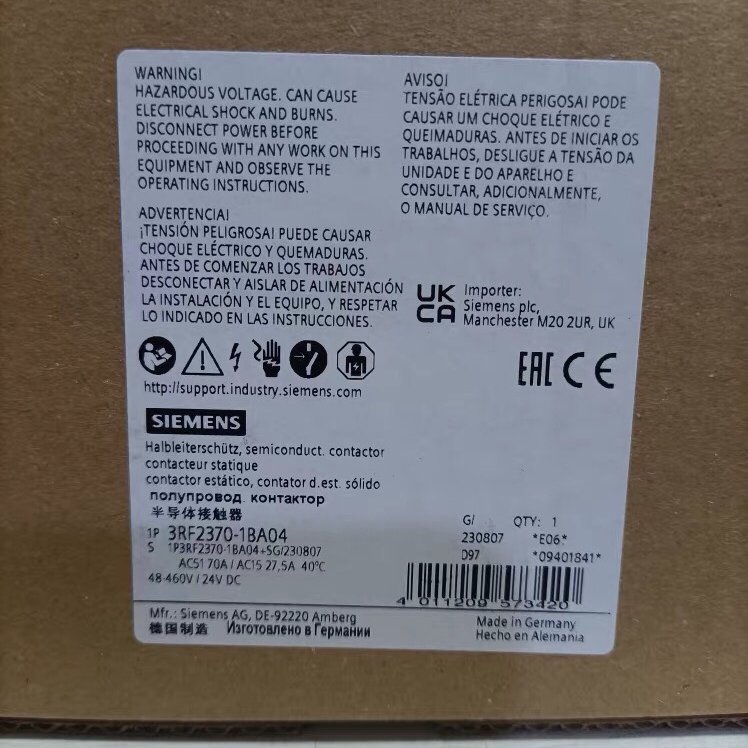 WARNING!
HAZARDOUS VOLTAGE. CAN CAUSE
ELECTRICAL SHOCK AND BURNS.
DISCONNECT POWER BEFORE
PROCEEDING WITH ANY WORK ON THIS
EQUIPMENT AND OBSERVE THE
OPERATING INSTRUCTIONS.
AVISO!
TENSÃO ELÉTRICA PERIGOSA! PODE
CAUSAR UM CHOQUE ELÉTRICO E
QUEIMADURAS. ANTES DE INICIAR OS
TRABALHOS, DESLIGUE A TENSÃO DA
UNIDADE E DO APARELHO E
CONSULTAR, ADICIONALMENTE,
O MANUAL DE SERVIÇO.
ADVERTENCIA!
¡TENSIÓN PELIGROSA! PUEDE CAUSAR
CHOQUE ELÉCTRICO Y QUEMADURAS.
ANTES DE COMENZAR LOS TRABAJOS
DESCONECTAR Y AISLAR DE ALIMENTACIÓN
LA INSTALACIÓN Y EL EQUIPO, Y RESPETAR
LO INDICADO EN LAS INSTRUCCIONES.
UK
CA
Importer:
Siemens plc,
Manchester M20 2UR, UK
EAC CE
http://support.industry.siemens.com
SIEMENS
Halbleiterschütz, semiconduct. contactor
contacteur statique
contactor estático, contator d.est. sólido
полупровод. контактор
半导体接触器
1P 3RF2370-1BA04
S 1P3RF2370-1BA04+SG/230807
AC51 70A / AC15 27,5A 40°C
48-460V / 24V DC
G/ QTY: 1
230807 *E06*
D97 *09401841*
4 011209 573420
Mfr.: Siemens AG, DE-92220 Amberg
德国制造 Изготовлено в Германии
Made in Germany
Hecho en Alemania